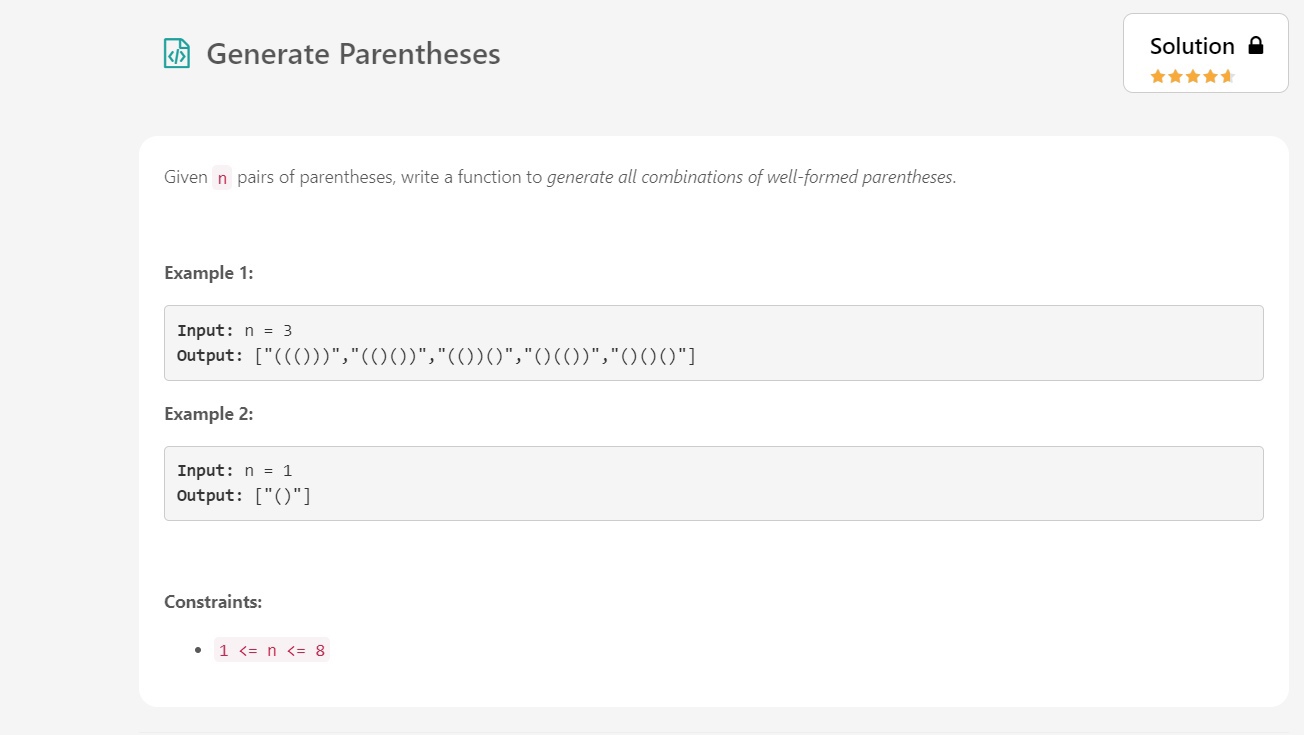 Generate Parentheses
Solution
Given n pairs of parentheses, write a function to generate all combinations of well-formed parentheses.
Example 1:
Input: n = 3
Output: ["((()))","(()())","(())()","()(())","()()()"]
Example 2:
Input: n = 1
Output: ["()"]
Constraints:
1 <= n <= 8